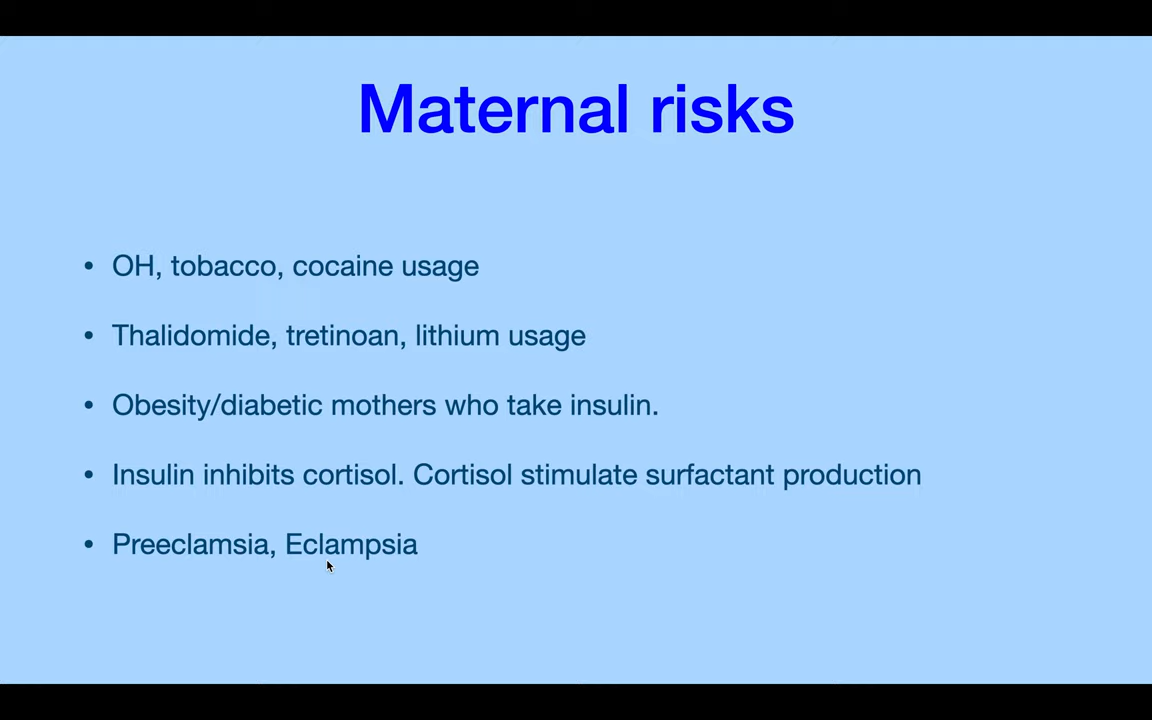 Maternal risks
• OH, tobacco, cocaine usage
• Thalidomide, tretinoan, lithium usage
• Obesity/diabetic mothers who take insulin.
• Insulin inhibits cortisol. Cortisol stimulate surfactant production
• Preeclamsia, Eclampsia